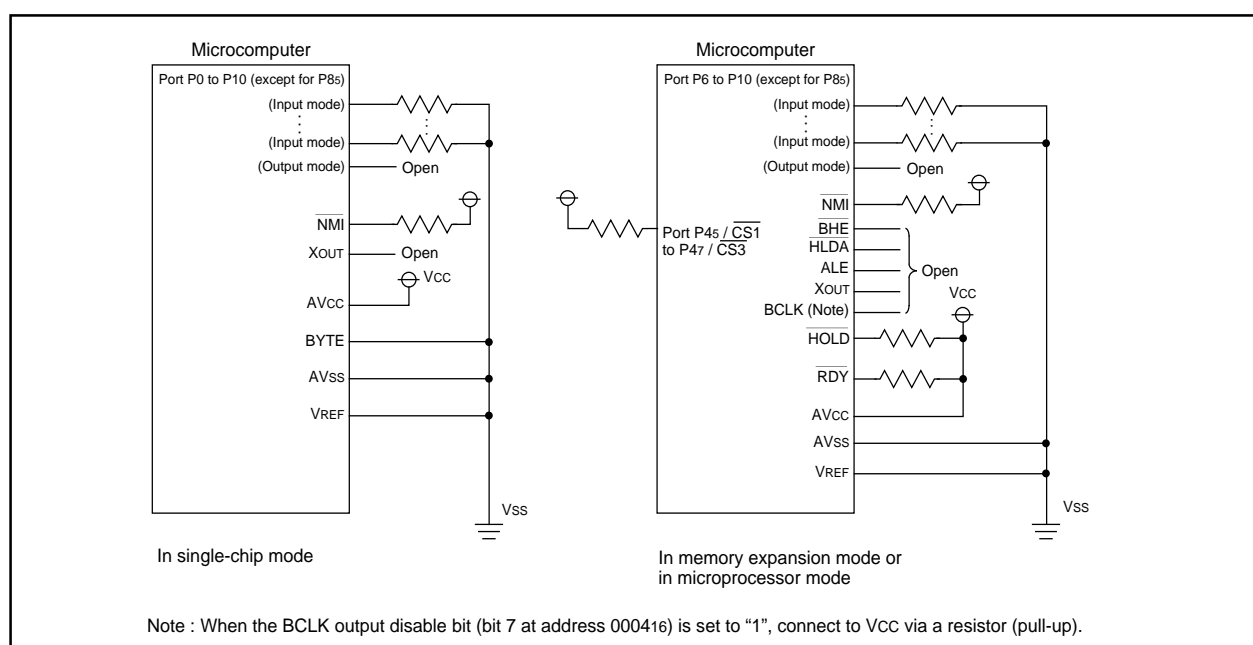 Microcomputer
Port P0 to P10 (except for P85)
(Input mode)
(Input mode)
(Output mode)
Open
NMI
XOUT
Open
VCC
AVCC
BYTE
AVSS
VREF
VSS
In single-chip mode
Microcomputer
Port P6 to P10 (except for P85)
(Input mode)
(Input mode)
(Output mode)
Open
NMI
Port P45 / CS1
to P47 / CS3
BHE
HLDA
ALE
XOUT
BCLK (Note)
Open
VCC
HOLD
RDY
AVCC
AVSS
VREF
VSS
In memory expansion mode or
in microprocessor mode
Note : When the BCLK output disable bit (bit 7 at address 000416) is set to “1”, connect to VCC via a resistor (pull-up).